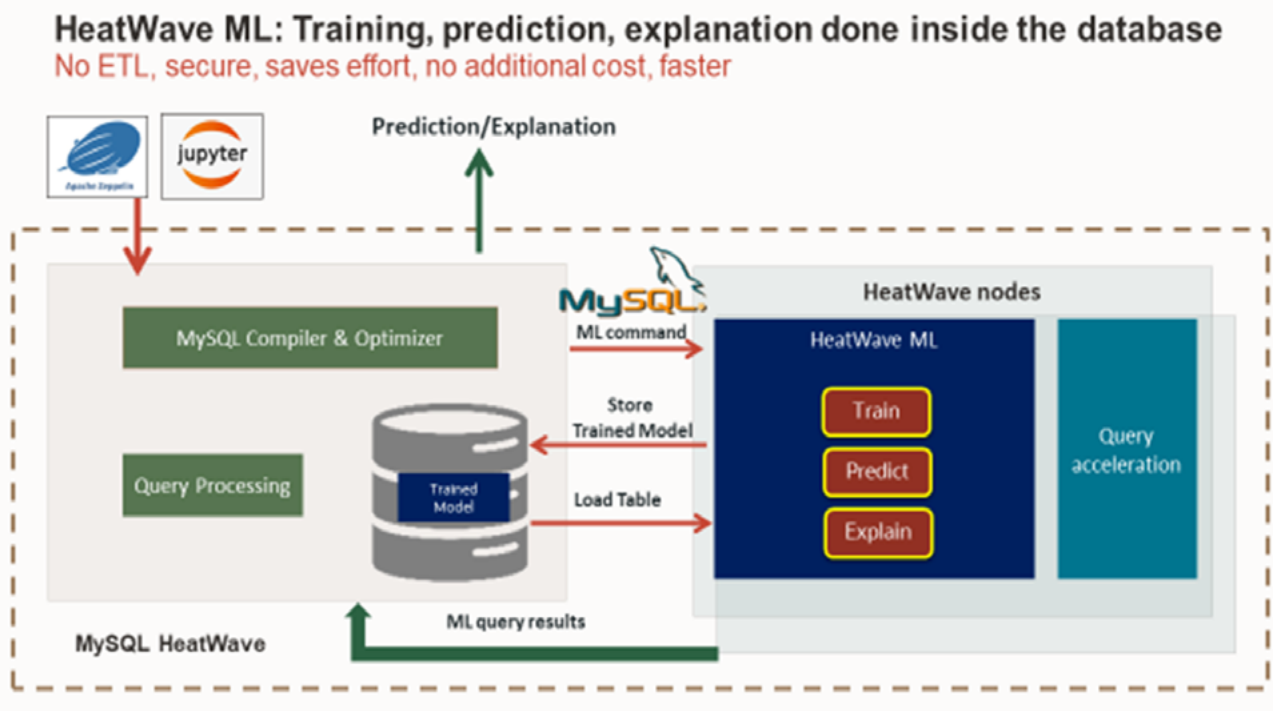 HeatWave ML: Training, prediction, explanation done inside the database
No ETL, secure, saves effort, no additional cost, faster
Apache Zeppelin
jupyter
Prediction/Explanation
MySQL Compiler & Optimizer
Query Processing
Trained
Model
MySQL HeatWave
MySQL.
ML command
Store
Trained Model
Load Table
ML query results
HeatWave nodes
HeatWave ML
Train
Predict
Explain
Query
acceleration